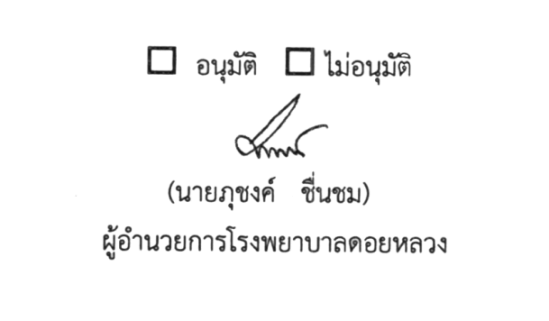 ☐ อนุมัติ ☐ ไม่อนุมัติ
(นายภุชงค์ ชื่นชม)
ผู้อำนวยการโรงพยาบาลดอยหลวง